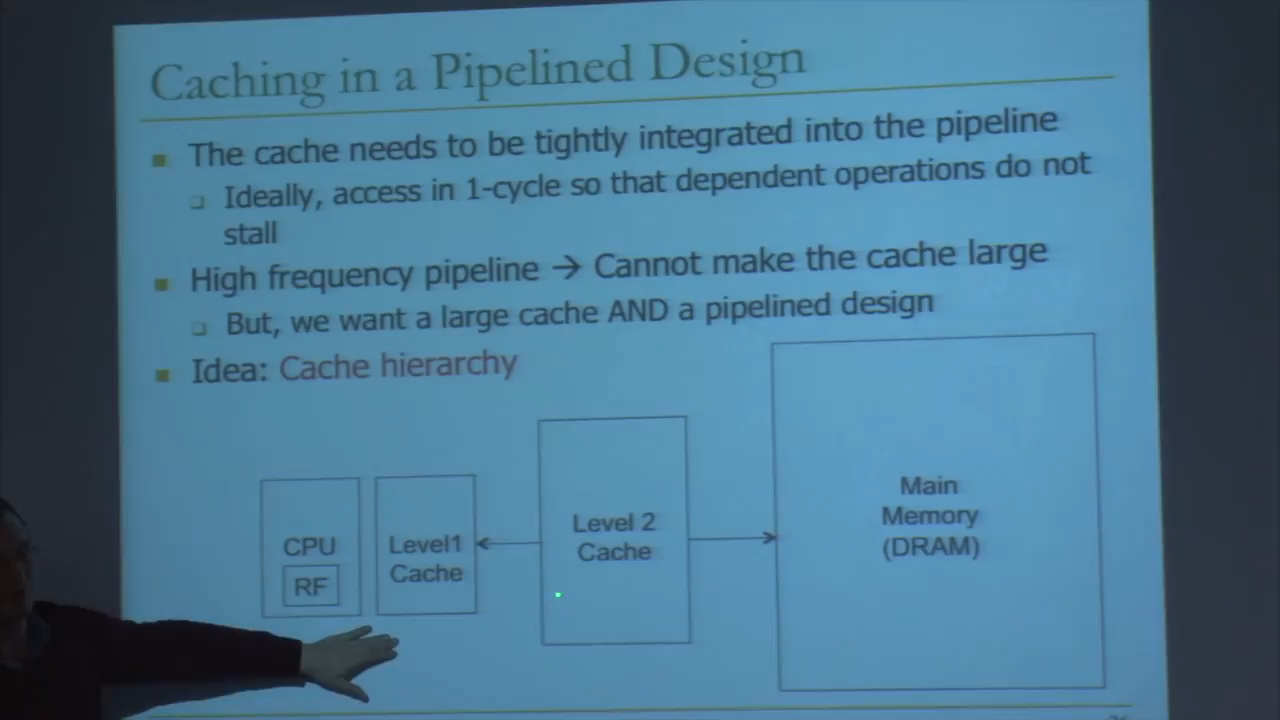 Caching in a Pipelined Design
■ The cache needs to be tightly integrated into the pipeline
❑ Ideally, access in 1-cycle so that dependent operations do not
stall
■ High frequency pipeline → Cannot make the cache large
❑ But, we want a large cache AND a pipelined design
■ Idea: Cache hierarchy
CPU
RF
Level1
Cache
Level 2
Cache
Main
Memory
(DRAM)